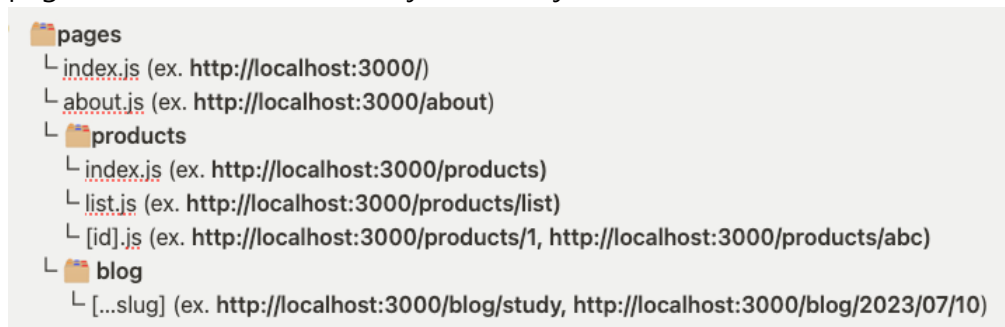 pages
└ index.js (ex. http://localhost:3000/)
└ about.js (ex. http://localhost:3000/about)
└ products
└ index.js (ex. http://localhost:3000/products)
└ list.js (ex. http://localhost:3000/products/list)
└ [id].js (ex. http://localhost:3000/products/1, http://localhost:3000/products/abc)
└ blog
└ [...slug] (ex. http://localhost:3000/blog/study, http://localhost:3000/blog/2023/07/10)